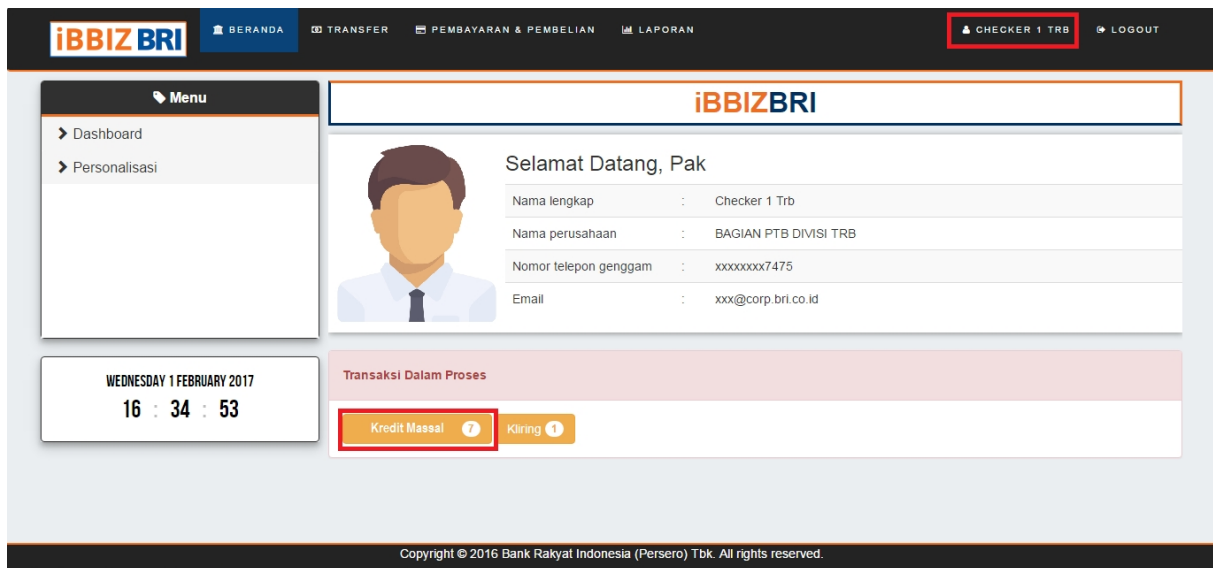 iBBIZ BRI
BERANDA
TRANSFER
PEMBAYARAN & PEMBELIAN
LAPORAN
CHECKER 1 TRB
LOGOUT
Menu
Dashboard
Personalisasi
WEDNESDAY 1 FEBRUARY 2017
16 : 34 : 53
iBBIZBRI
Selamat Datang, Pak
Nama lengkap : Checker 1 Trb
Nama perusahaan : BAGIAN PTB DIVISI TRB
Nomor telepon genggam : xxxxxxxx7475
Email : xxx@corp.bri.co.id
Transaksi Dalam Proses
Kredit Massal 7
Kliring 1
Copyright © 2016 Bank Rakyat Indonesia (Persero) Tbk. All rights reserved.